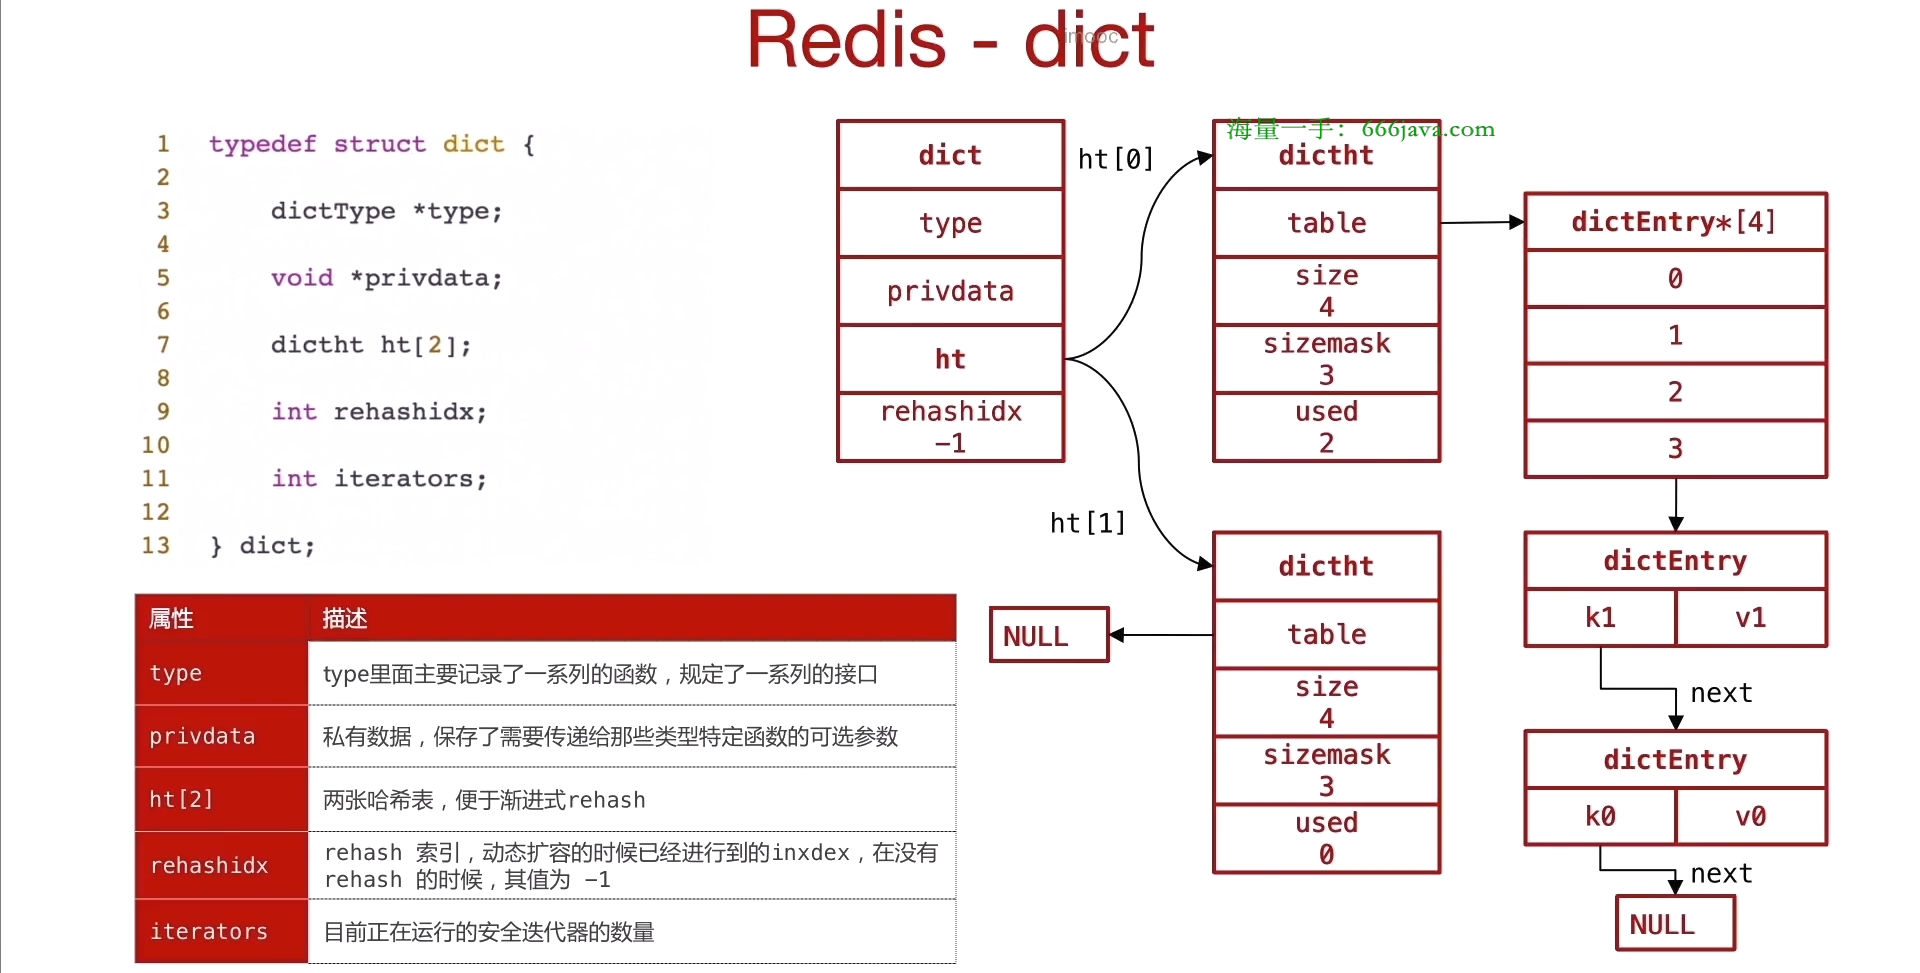 Redis - dict
imooc
1 typedef struct dict {
2
3 dictType *type;
4
5 void *privdata;
6
7 dictht ht[2];
8
9 int rehashidx;
10
11 int iterators;
12
13 } dict;
属性 描述
type type里面主要记录了一系列的函数，规定了一系列的接口
privdata 私有数据，保存了需要传递给那些类型特定函数的可选参数
ht[2] 两张哈希表，便于渐进式rehash
rehashidx rehash 索引，动态扩容的时候已经进行到的inxdex，在没有
rehash 的时候，其值为 −1
iterators 目前正在运行的安全迭代器的数量
dict
type
privdata
ht
rehashidx
−1
ht[0]
ht[1]
海量一手：666java.com
dictht
table
size
4
sizemask
3
used
2
dictht
table
size
4
sizemask
3
used
0
NULL
dictEntry*[4]
0
1
2
3
dictEntry
k1 v1
next
dictEntry
k0 v0
next
NULL